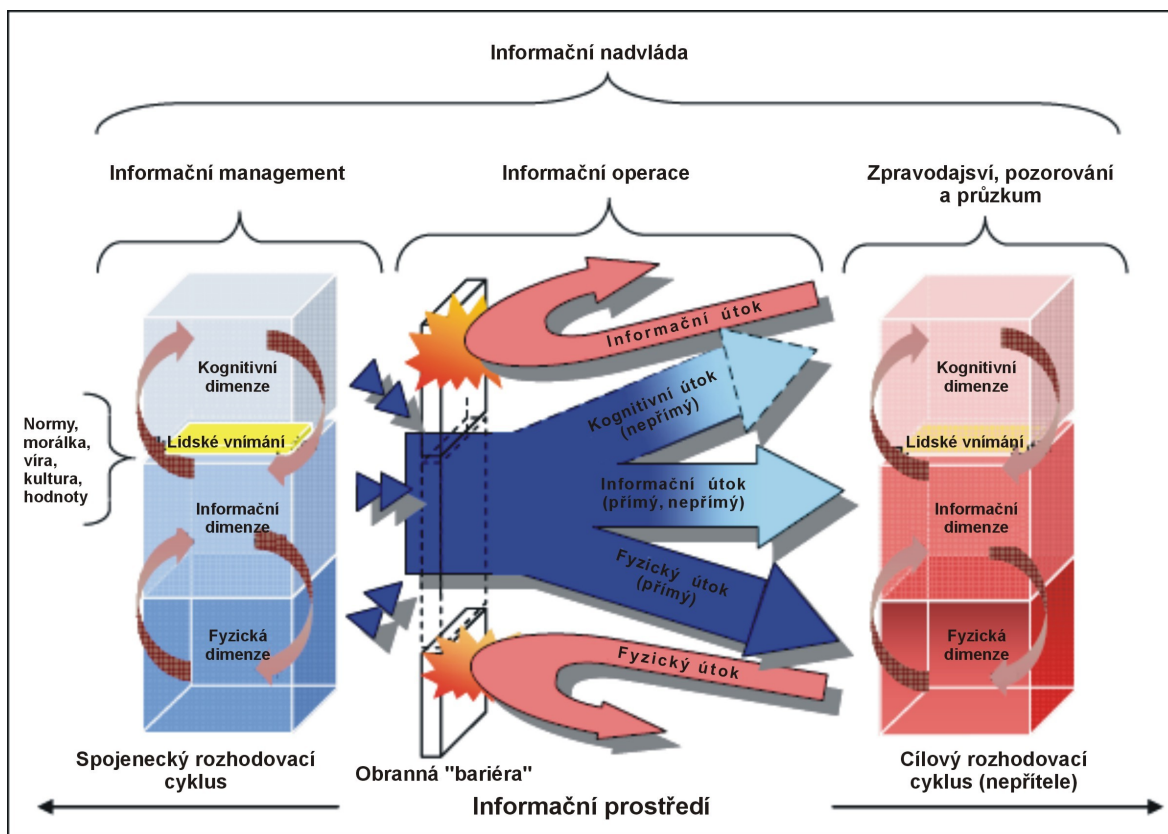 Informační nadvláda
Informační management
Informační operace
Zpravodajsví, pozorování
a průzkum
Normy,
morálka,
víra,
kultura,
hodnoty
Kognitivní
dimenze
Lidské vnímání
Informační
dimenze
Fyzická
dimenze
Informační útok
Kognitivní útok
(nepřímý)
Informační útok
(přímý, nepřímý)
Fyzický útok
(přímý)
Fyzický útok
Kognitivní
dimenze
Lidské vnímání
Informační
dimenze
Fyzická
dimenze
Spojenecký rozhodovací
cyklus
Obranná "bariéra"
Cílový rozhodovací
cyklus (nepřítele)
Informační prostředí